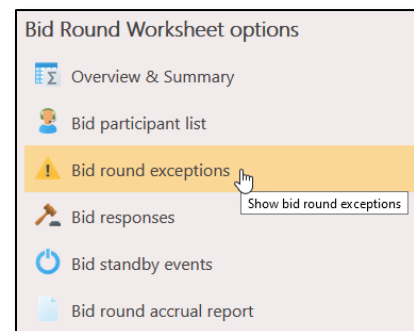 Bid Round Worksheet options
Overview & Summary
Bid participant list
Bid round exceptions
Show bid round exceptions
Bid responses
Bid standby events
Bid round accrual report